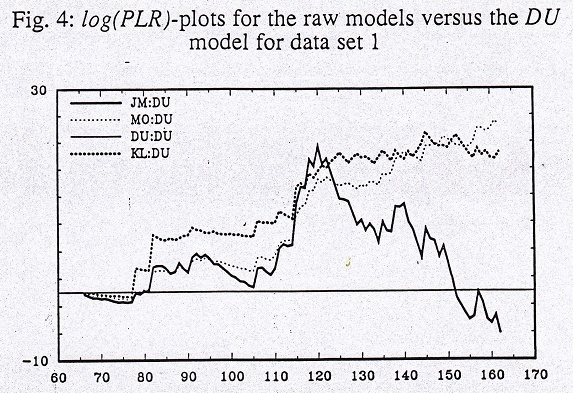 Fig. 4: log(PLR)-plots for the raw models versus the DU
model for data set 1
30
JM:DU
MO:DU
DU:DU
KL:DU
-10
60 70 80 90 100 110 120 130 140 150 160 170